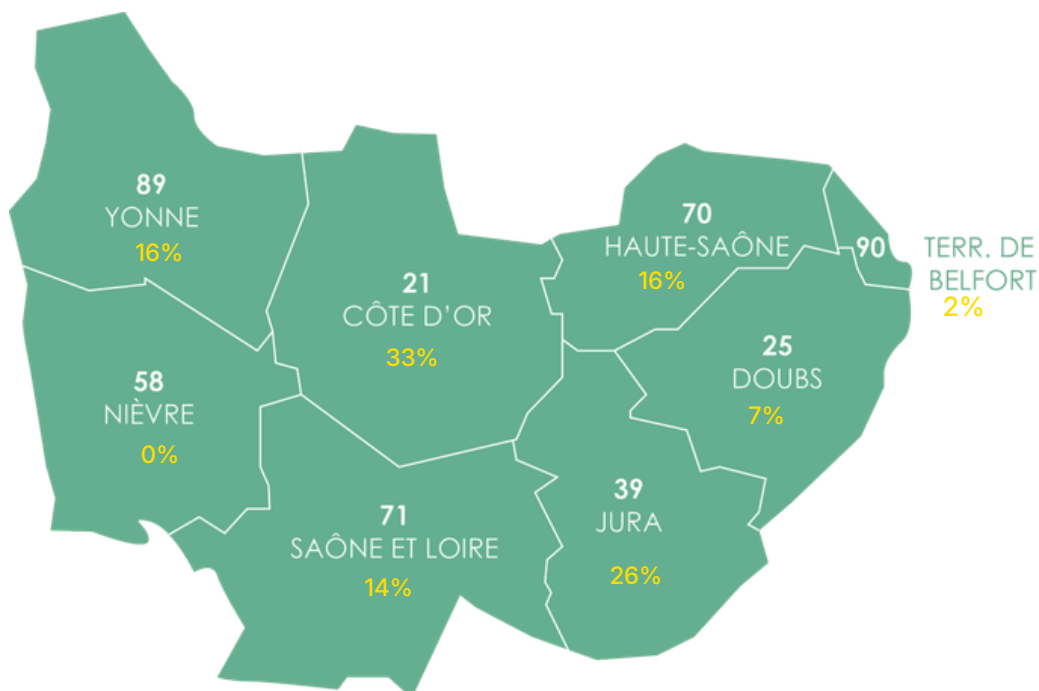 89
YONNE
16%
70
HAUTE-SAÔNE
16%
90
TERR. DE
BELFORT
2%
21
CÔTE D'OR
33%
25
DOUBS
7%
58
NIÈVRE
0%
39
JURA
26%
71
SAÔNE ET LOIRE
14%